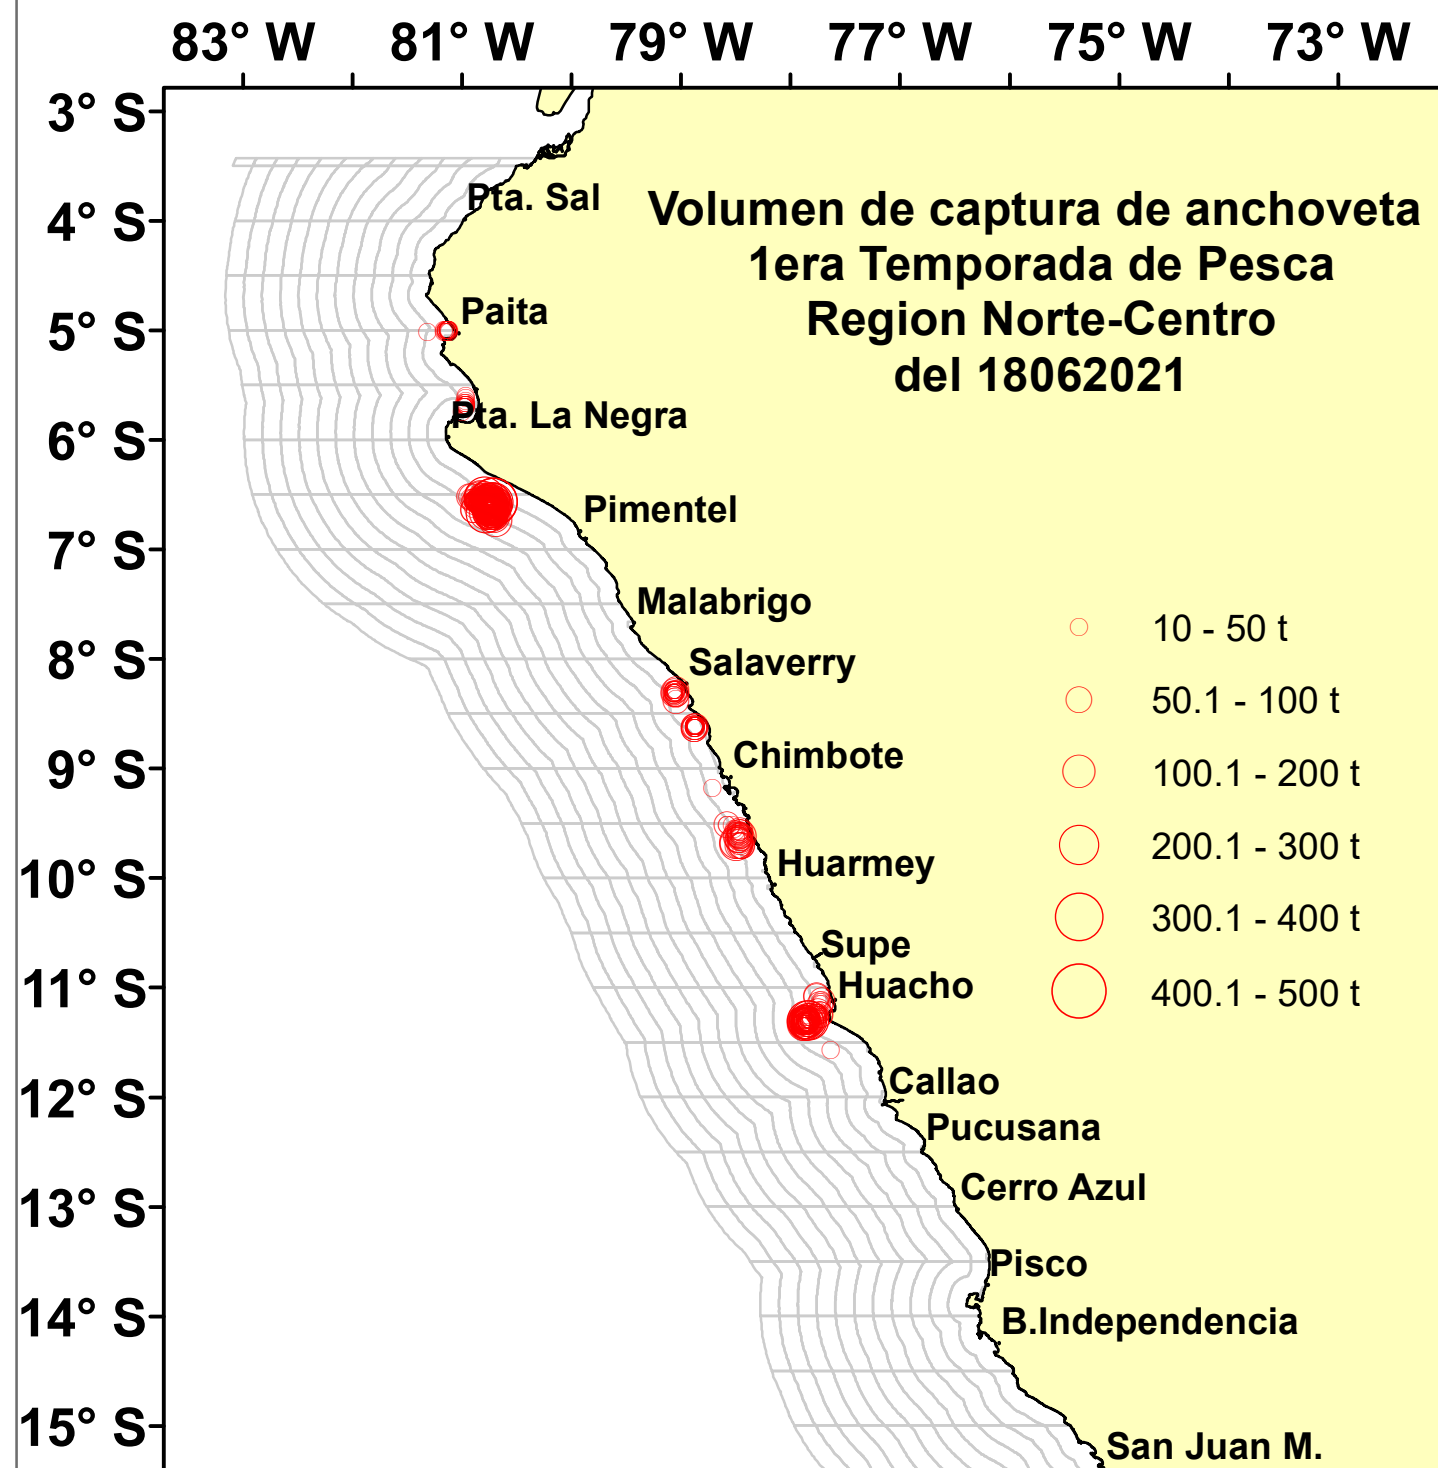 83° W 81° W 79° W 77° W 75° W 73° W
3° S
4° S
5° S
6° S
7° S
8° S
9° S
10° S
11° S
12° S
13° S
14° S
15° S
Volumen de captura de anchoveta
1era Temporada de Pesca
Region Norte-Centro
del 18062021
Pta. Sal
Paita
Pta. La Negra
Pimentel
Malabrigo
Salaverry
Chimbote
Huarmey
Supe
Huacho
Callao
Pucusana
Cerro Azul
Pisco
B.Independencia
San Juan M.
10 - 50 t
50.1 - 100 t
100.1 - 200 t
200.1 - 300 t
300.1 - 400 t
400.1 - 500 t